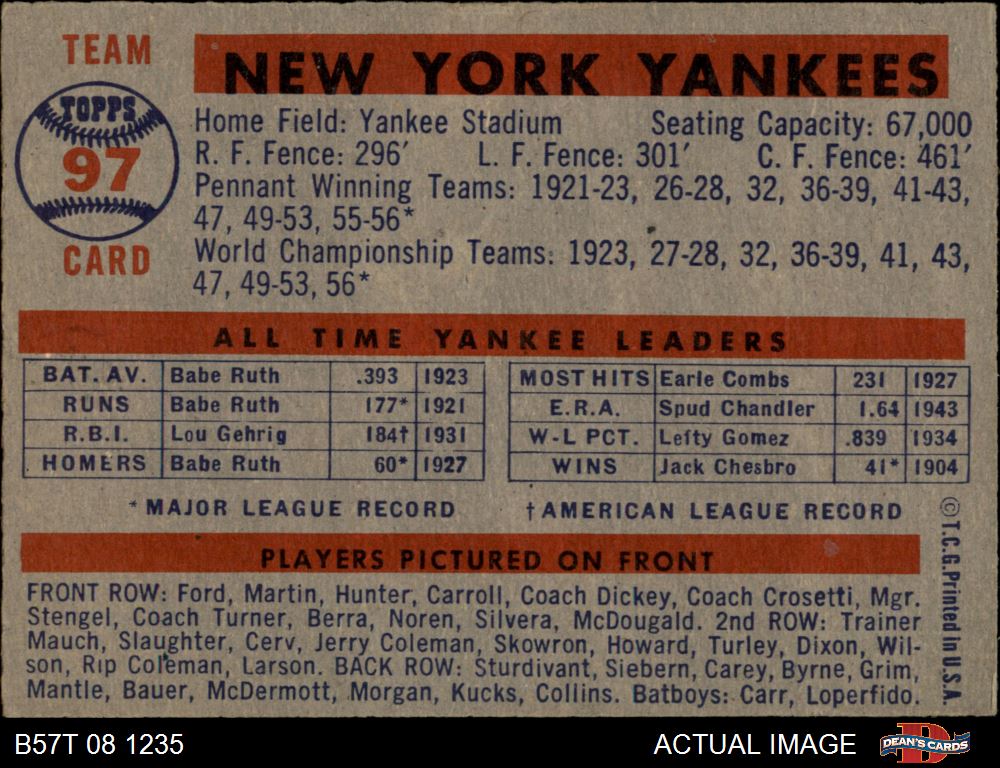 TEAM
TOPPS
97
CARD
NEW YORK YANKEES
Home Field: Yankee Stadium Seating Capacity: 67,000
R. F. Fence: 296′ L. F. Fence: 301′ C. F. Fence: 461′
Pennant Winning Teams: 1921-23, 26-28, 32, 36-39, 41-43,
47, 49-53, 55-56*
World Championship Teams: 1923, 27-28, 32, 36-39, 41, 43,
47, 49-53, 56*
ALL TIME YANKEE LEADERS
BAT. AV. Babe Ruth .393 1923
RUNS Babe Ruth 177* 1921
R.B.I. Lou Gehrig 184† 1931
HOMERS Babe Ruth 60* 1927
MOST HITS Earle Combs 231 1927
E.R.A. Spud Chandler 1.64 1943
W-L PCT. Lefty Gomez .839 1934
WINS Jack Chesbro 41* 1904
*MAJOR LEAGUE RECORD †AMERICAN LEAGUE RECORD
PLAYERS PICTURED ON FRONT
FRONT ROW: Ford, Martin, Hunter, Carroll, Coach Dickey, Coach Crosetti, Mgr.
Stengel, Coach Turner, Berra, Noren, Silvera, McDougald. 2nd ROW: Trainer
Mauch, Slaughter, Cerv, Jerry Coleman, Skowron, Howard, Turley, Dixon, Wil-
son, Rip Coleman, Larson. BACK ROW: Sturdivant, Siebern, Carey, Byrne, Grim,
Mantle, Bauer, McDermott, Morgan, Kucks, Collins. Batboys: Carr, Loperfido.
© T.C.G. Printed in U.S.A.
B57T 08 1235 ACTUAL IMAGE
DEAN'S CARDS